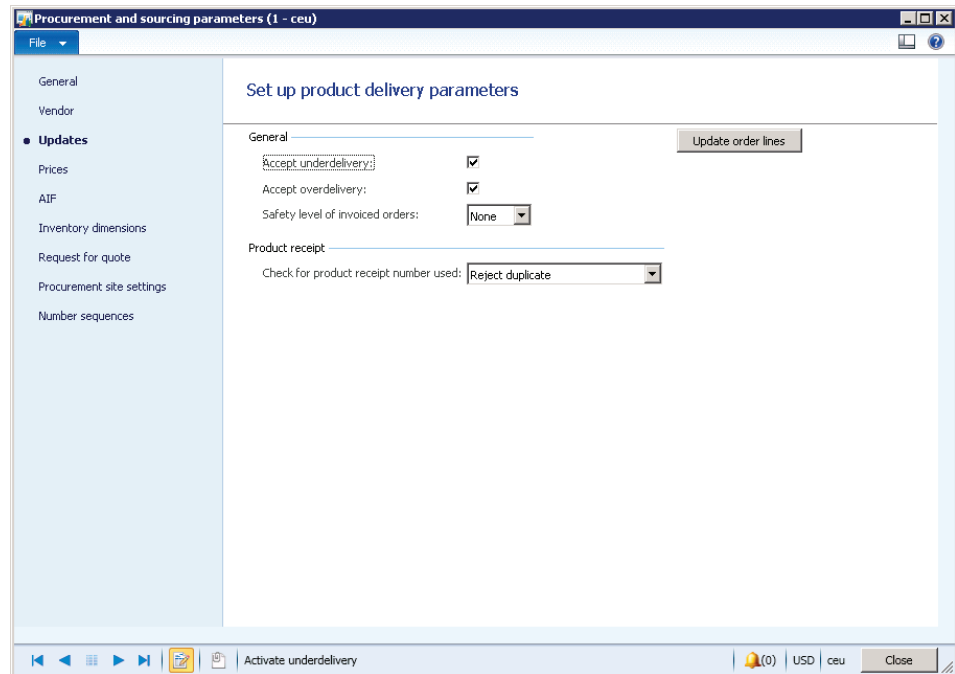 Procurement and sourcing parameters (1 - ceu)
File
General
Vendor
Updates
Prices
AIF
Inventory dimensions
Request for quote
Procurement site settings
Number sequences
Set up product delivery parameters
General
Update order lines
Accept underdelivery:
Accept overdelivery:
Safety level of invoiced orders: None
Product receipt
Check for product receipt number used: Reject duplicate
Activate underdelivery
(0) USD ceu Close